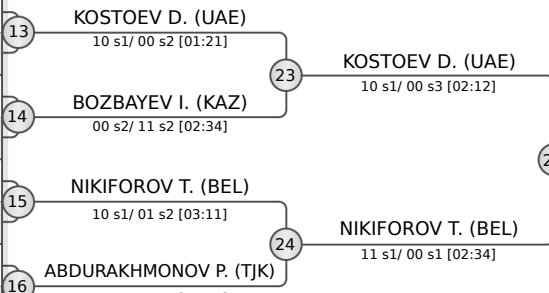 KOSTOEV D. (UAE)
13
10 s1/ 00 s2 [01:21]
KOSTOEV D. (UAE)
23
10 s1/ 00 s3 [02:12]
BOZBAYEV I. (KAZ)
14
00 s2/ 11 s2 [02:34]
NIKIFOROV T. (BEL)
15
10 s1/ 01 s2 [03:11]
NIKIFOROV T. (BEL)
24
11 s1/ 00 s1 [02:34]
ABDURAKHMONOV P. (TJK)
16